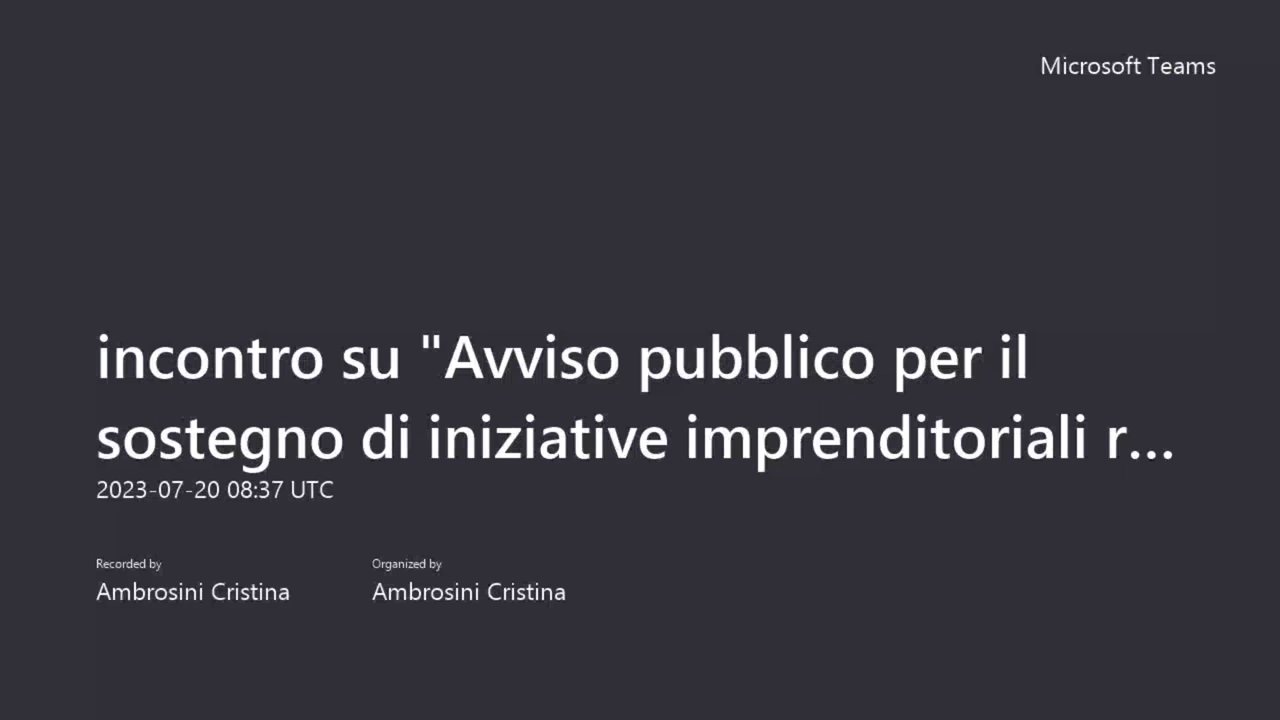 Microsoft Teams
incontro su "Avviso pubblico per il
sostegno di iniziative imprenditoriali r...
2023-07-20 08:37 UTC
Recorded by
Organized by
Ambrosini Cristina
Ambrosini Cristina